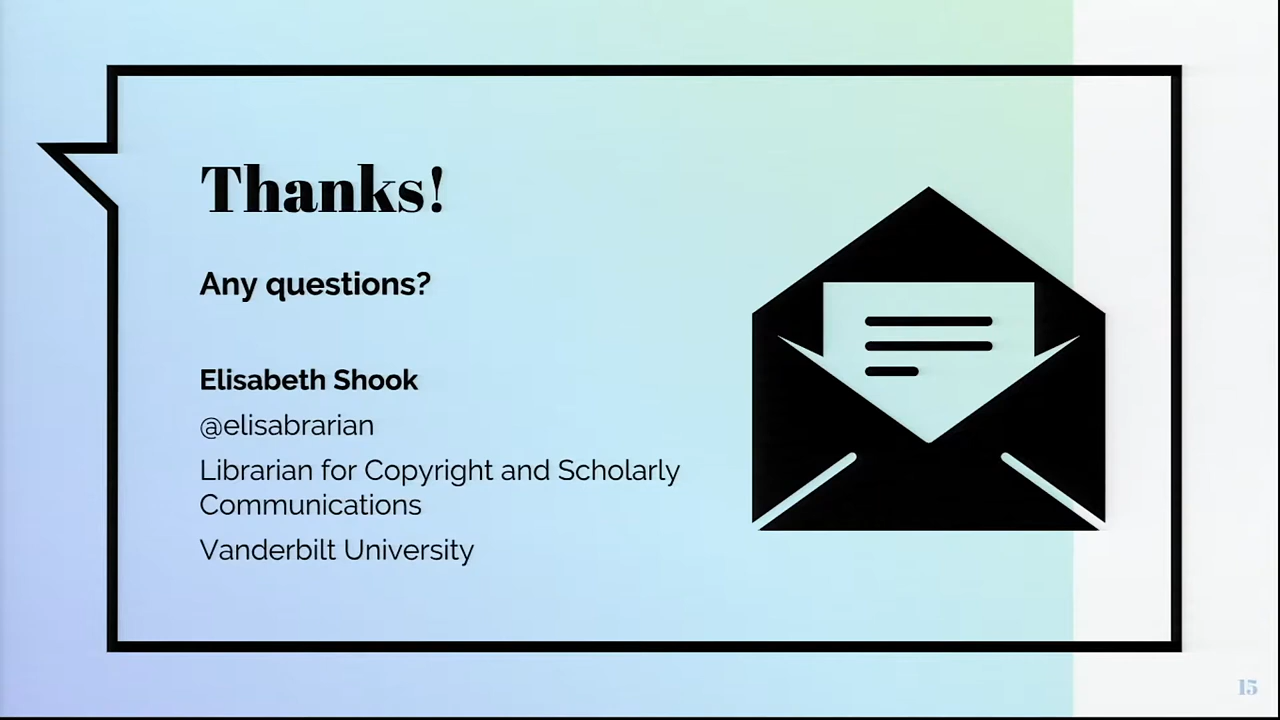 Thanks!
Any questions?
Elisabeth Shook
@elisabrarian
Librarian for Copyright and Scholarly
Communications
Vanderbilt University
15